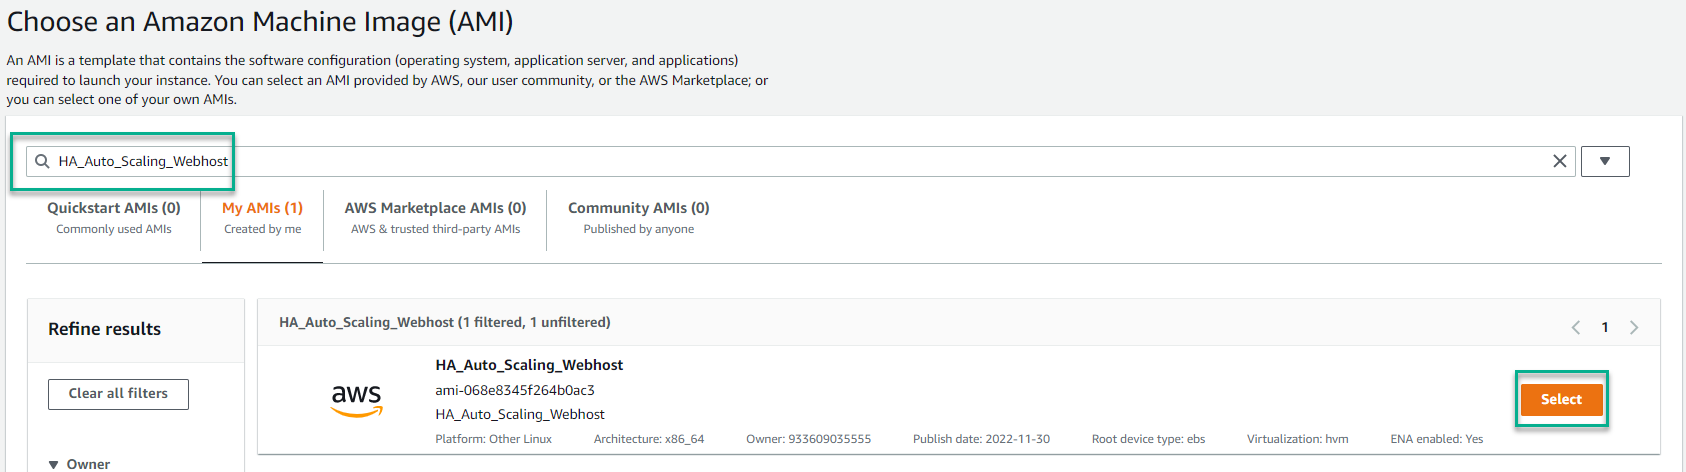 Choose an Amazon Machine Image (AMI)
An AMI is a template that contains the software configuration (operating system, application server, and applications)
required to launch your instance. You can select an AMI provided by AWS, our user community, or the AWS Marketplace; or
you can select one of your own AMIs.
HA_Auto_Scaling_Webhost
Quickstart AMIs (0)
Commonly used AMIs
My AMIs (1)
Created by me
AWS Marketplace AMIs (0)
AWS & trusted third-party AMIs
Community AMIs (0)
Published by anyone
Refine results
Clear all filters
Owner
HA_Auto_Scaling_Webhost (1 filtered, 1 unfiltered)
1
aws
HA_Auto_Scaling_Webhost
ami-068e8345f264b0ac3
HA_Auto_Scaling_Webhost
Platform: Other Linux Architecture: x86_64 Owner: 933609035555 Publish date: 2022-11-30 Root device type: ebs Virtualization: hvm ENA enabled: Yes
Select